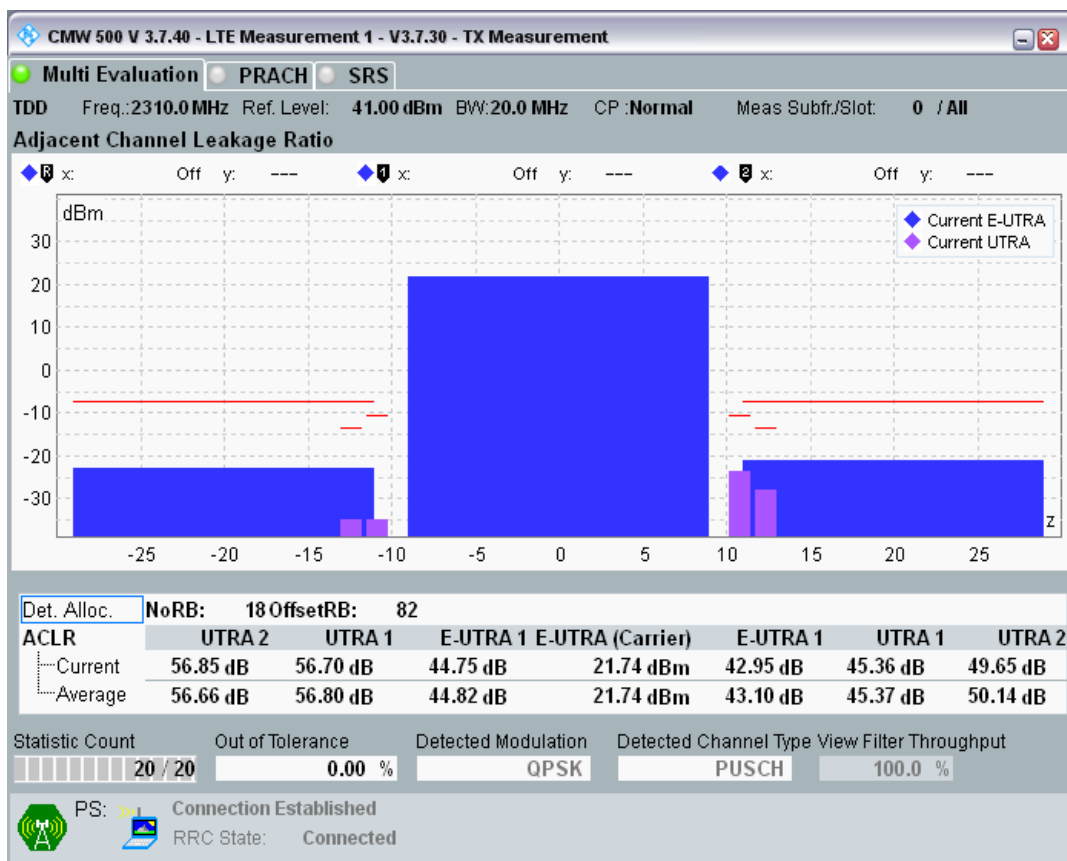 CMW 500 V 3.7.40 - LTE Measurement 1 - V3.7.30 - TX Measurement
Multi Evaluation PRACH SRS
TDD Freq.:2310.0 MHz Ref. Level: 41.00 dBm BW:20.0 MHz CP :Normal Meas Subfr./Slot: 0 / All
Adjacent Channel Leakage Ratio
R x: Off y: --- 1 x: Off y: --- 2 x: Off y: ---
dBm
Current E-UTRA
Current UTRA
30
20
10
0
-10
-20
-30
z
-25 -20 -15 -10 -5 0 5 10 15 20 25
Det. Alloc. NoRB: 18 OffsetRB: 82
ACLR UTRA 2 UTRA 1 E-UTRA 1 E-UTRA (Carrier) E-UTRA 1 UTRA 1 UTRA 2
Current 56.85 dB 56.70 dB 44.75 dB 21.74 dBm 42.95 dB 45.36 dB 49.65 dB
Average 56.66 dB 56.80 dB 44.82 dB 21.74 dBm 43.10 dB 45.37 dB 50.14 dB
Statistic Count Out of Tolerance Detected Modulation Detected Channel Type View Filter Throughput
20 / 20 0.00 % QPSK PUSCH 100.0 %
PS: Connection Established
RRC State: Connected